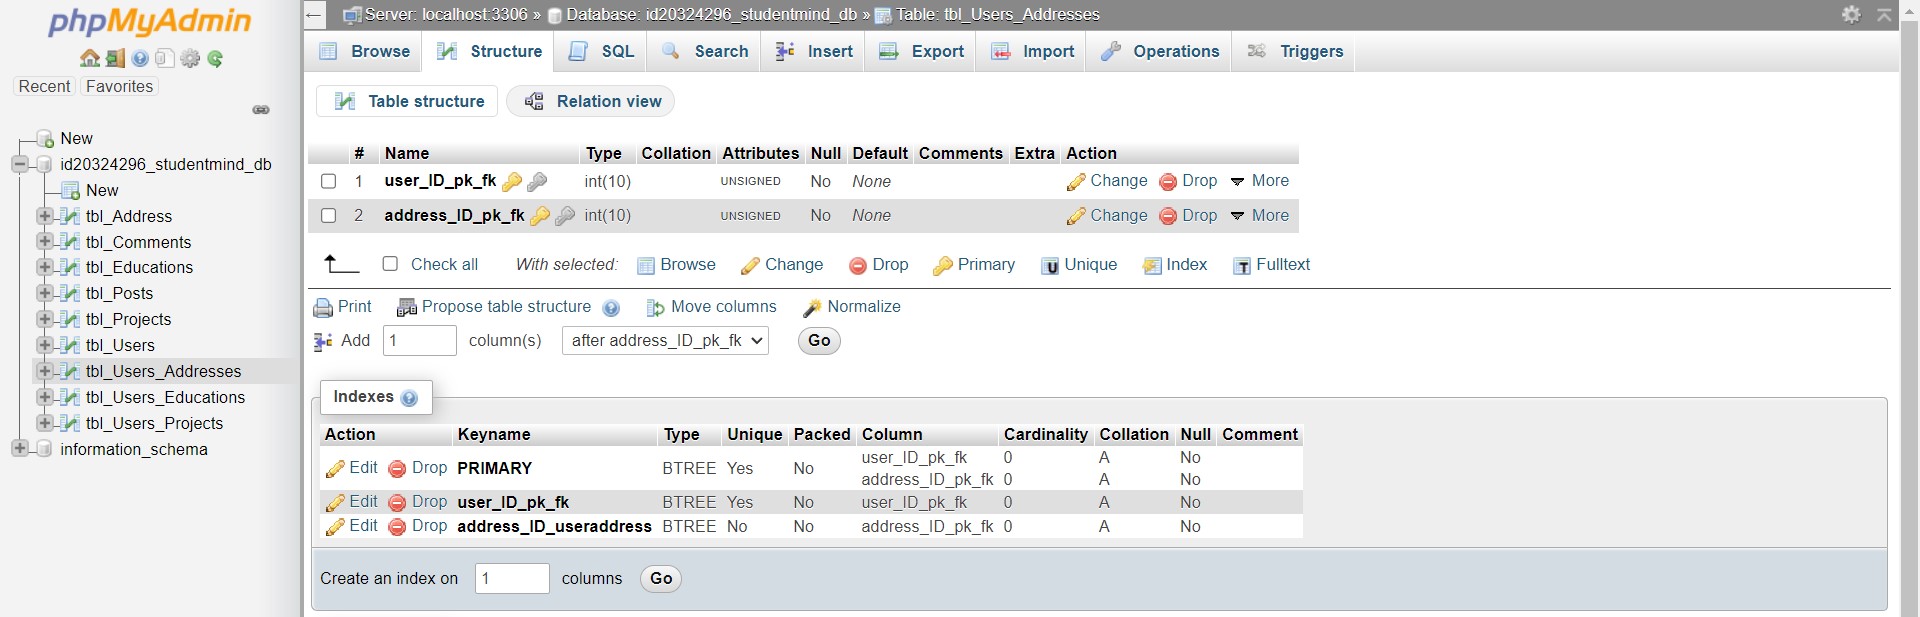 phpMyAdmin
Recent Favorites
New
id20324296_studentmind_db
New
tbl_Address
tbl_Comments
tbl_Educations
tbl_Posts
tbl_Projects
tbl_Users
tbl_Users_Addresses
tbl_Users_Educations
tbl_Users_Projects
information_schema
← Server: localhost:3306 » Database: id20324296_studentmind_db » Table: tbl_Users_Addresses
Browse Structure SQL Search Insert Export Import Operations Triggers
Table structure Relation view
# Name Type Collation Attributes Null Default Comments Extra Action
1 user_ID_pk_fk int(10) UNSIGNED No None Change Drop More
2 address_ID_pk_fk int(10) UNSIGNED No None Change Drop More
Check all With selected: Browse Change Drop Primary Unique Index Fulltext
Print Propose table structure Move columns Normalize
Add 1 column(s) after address_ID_pk_fk Go
Indexes
Action Keyname Type Unique Packed Column Cardinality Collation Null Comment
Edit Drop PRIMARY BTREE Yes No user_ID_pk_fk 0 A No
address_ID_pk_fk 0 A No
Edit Drop user_ID_pk_fk BTREE Yes No user_ID_pk_fk 0 A No
Edit Drop address_ID_useraddress BTREE No No address_ID_pk_fk 0 A No
Create an index on 1 columns Go